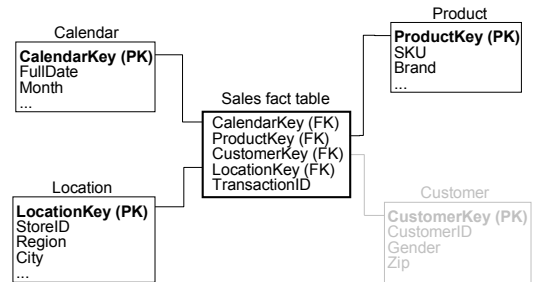 Calendar
CalendarKey (PK)
FullDate
Month
...
Product
ProductKey (PK)
SKU
Brand
...
Sales fact table
CalendarKey (FK)
ProductKey (FK)
CustomerKey (FK)
LocationKey (FK)
TransactionID
Location
LocationKey (PK)
StoreID
Region
City
...
Customer
CustomerKey (PK)
CustomerID
Gender
Zip